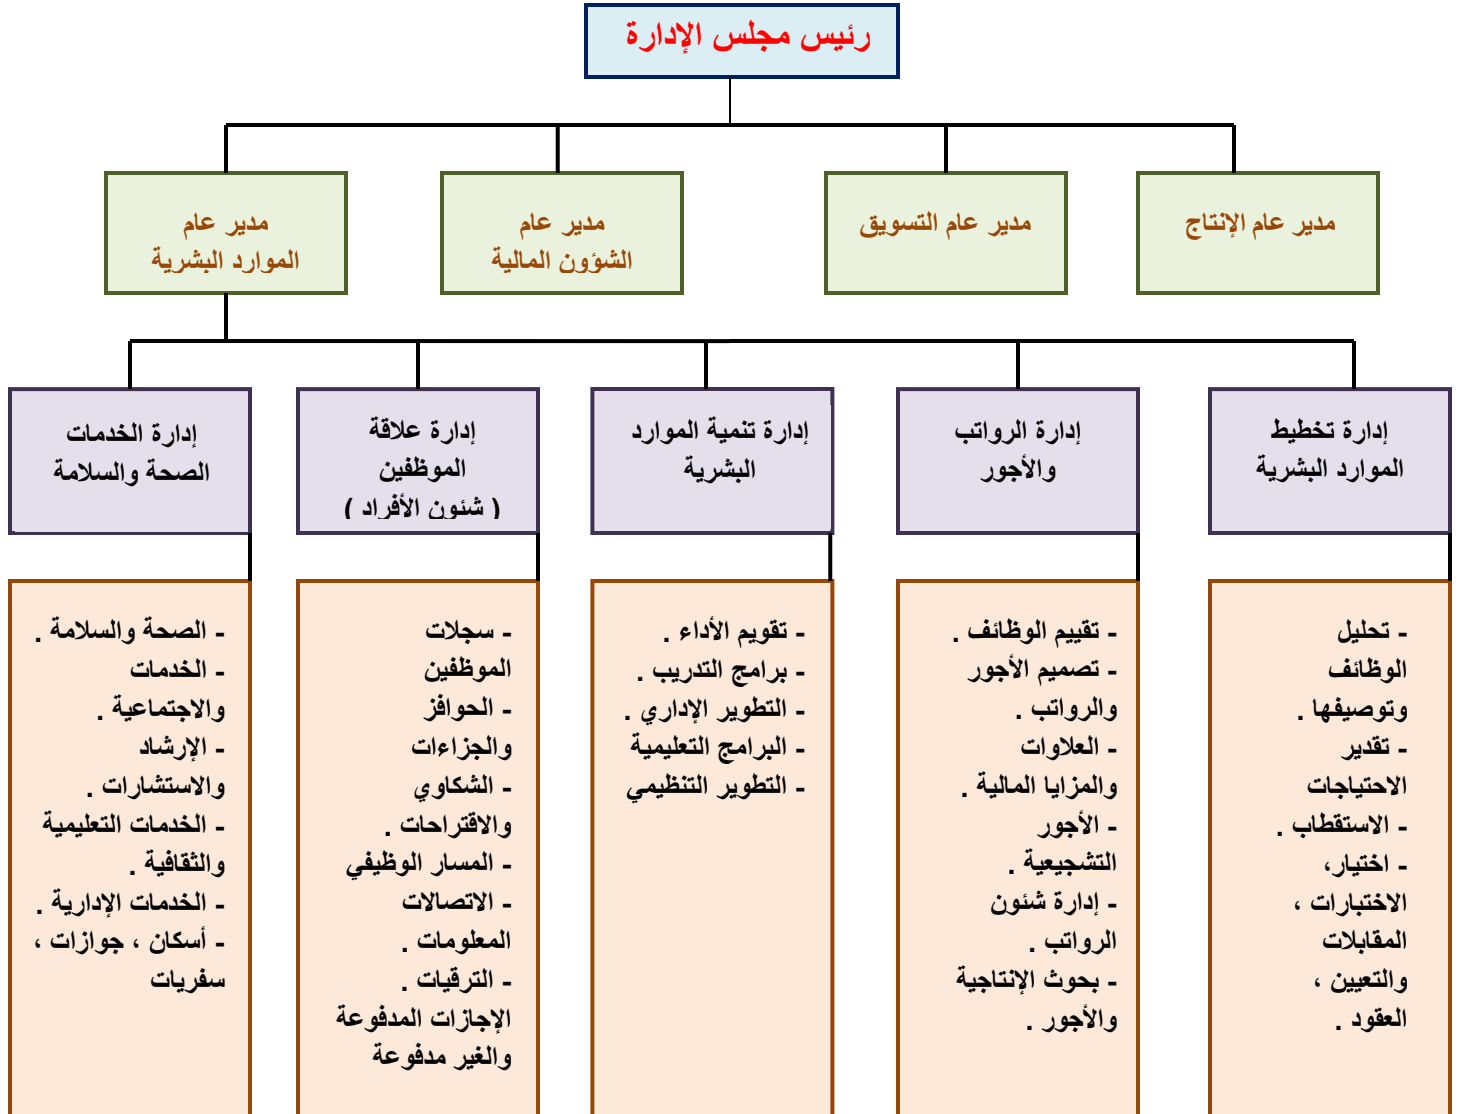 رئيس مجلس الإدارة
مدير عام الإنتاج
مدير عام التسويق
مدير عام
الشؤون المالية
مدير عام
الموارد البشرية
إدارة تخطيط
الموارد البشرية
إدارة الرواتب
والأجور
إدارة تنمية الموارد
البشرية
إدارة علاقة
الموظفين
( شئون الأفراد )
إدارة الخدمات
الصحة والسلامة
- تحليل
الوظائف
وتوصيفها .
- تقدير
الاحتياجات
- الاستقطاب .
- اختيار،
الاختبارات ،
المقابلات
والتعيين ،
العقود .
- تقييم الوظائف .
- تصميم الأجور
والرواتب .
- العلاوات
والمزايا المالية .
- الأجور
التشجيعية .
- إدارة شئون
الرواتب .
- بحوث الإنتاجية
والأجور .
- تقويم الأداء .
- برامج التدريب .
- التطوير الإداري .
- البرامج التعليمية
- التطوير التنظيمي
- سجلات
الموظفين
- الحوافز
والجزاءات
- الشكاوي
والاقتراحات .
- المسار الوظيفي
- الاتصالات
المعلومات .
- الترقيات .
الإجازات المدفوعة
والغير مدفوعة
- الصحة والسلامة .
- الخدمات
والاجتماعية .
- الإرشاد
والاستشارات .
- الخدمات التعليمية
والثقافية .
- الخدمات الإدارية .
- أسكان ، جوازات ،
سفريات